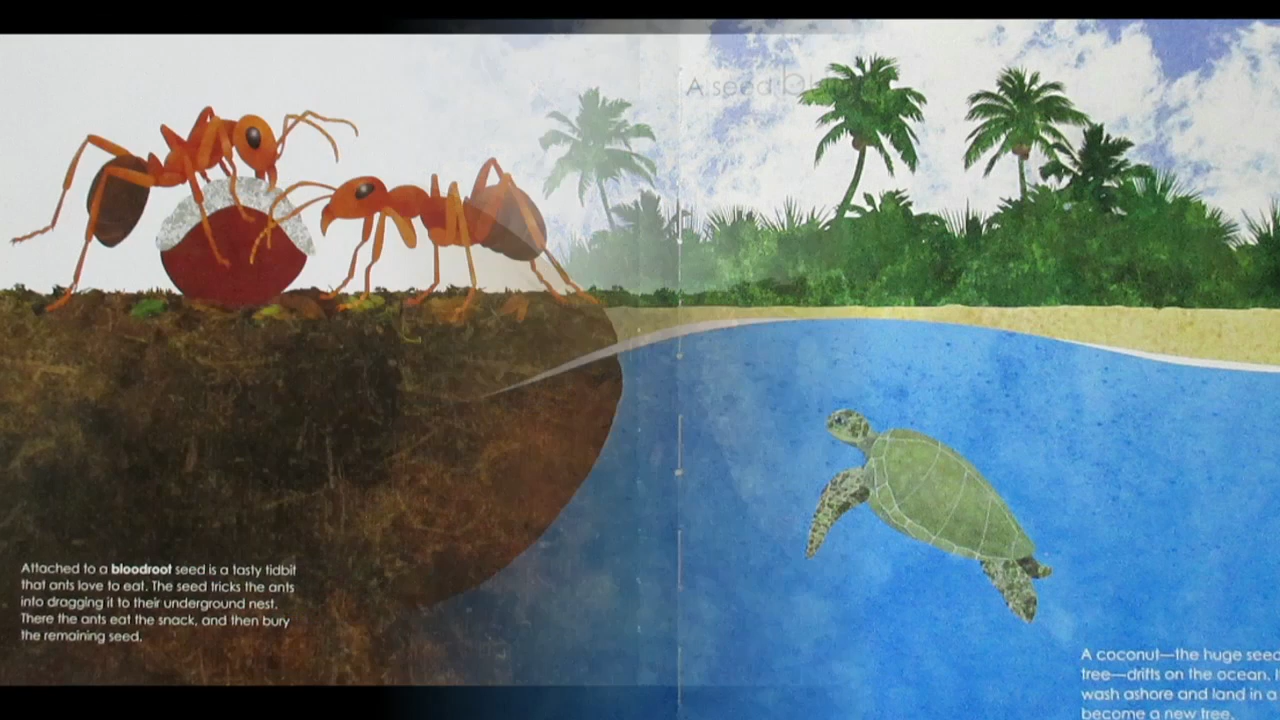 A seed
Attached to a bloodroot seed is a tasty tidbit
that ants love to eat. The seed tricks the ants
into dragging it to their underground nest.
There the ants eat the snack, and then bury
the remaining seed.
A coconut—the huge seed
tree—drifts on the ocean. I
wash ashore and land in a
become a new tree.